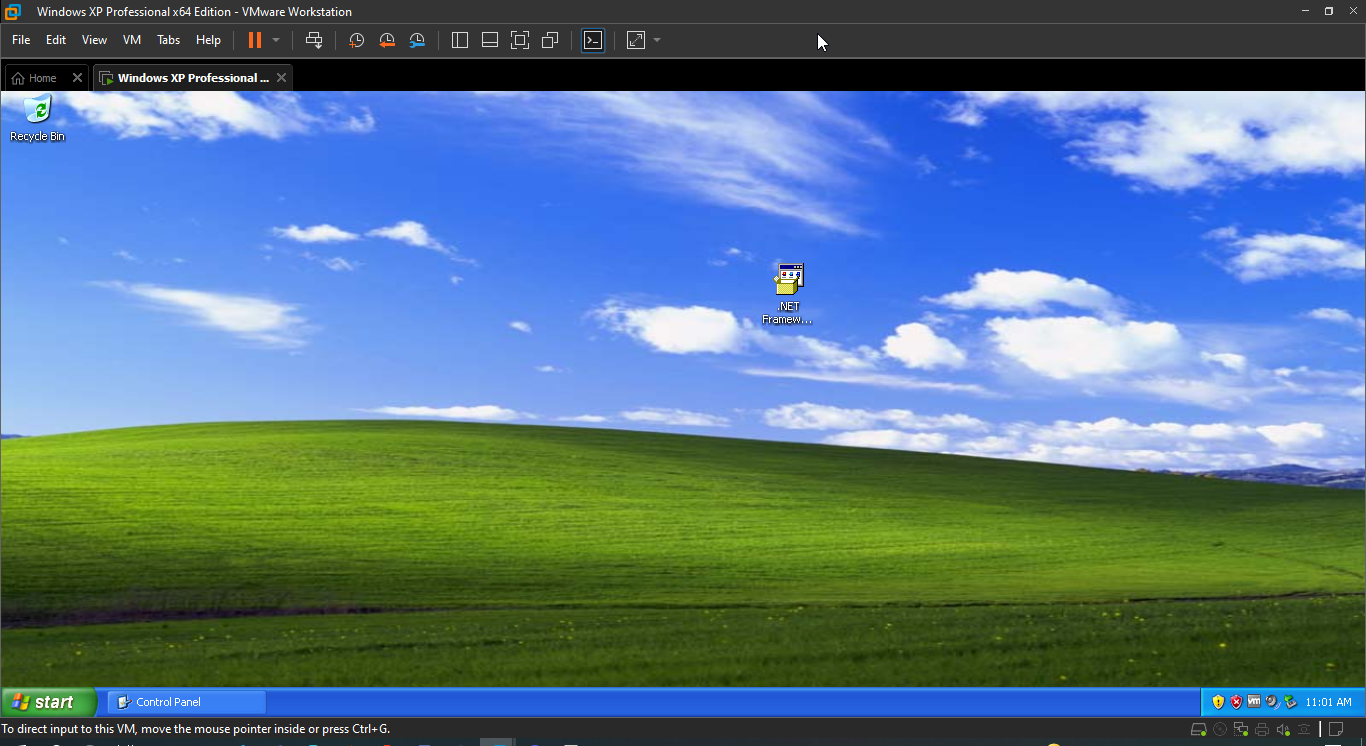 Windows XP Professional x64 Edition - VMware Workstation
File Edit View VM Tabs Help
Home
Windows XP Professional ...
Recycle Bin
.NET
Framew...
start
Control Panel
11:01 AM
To direct input to this VM, move the mouse pointer inside or press Ctrl+G.